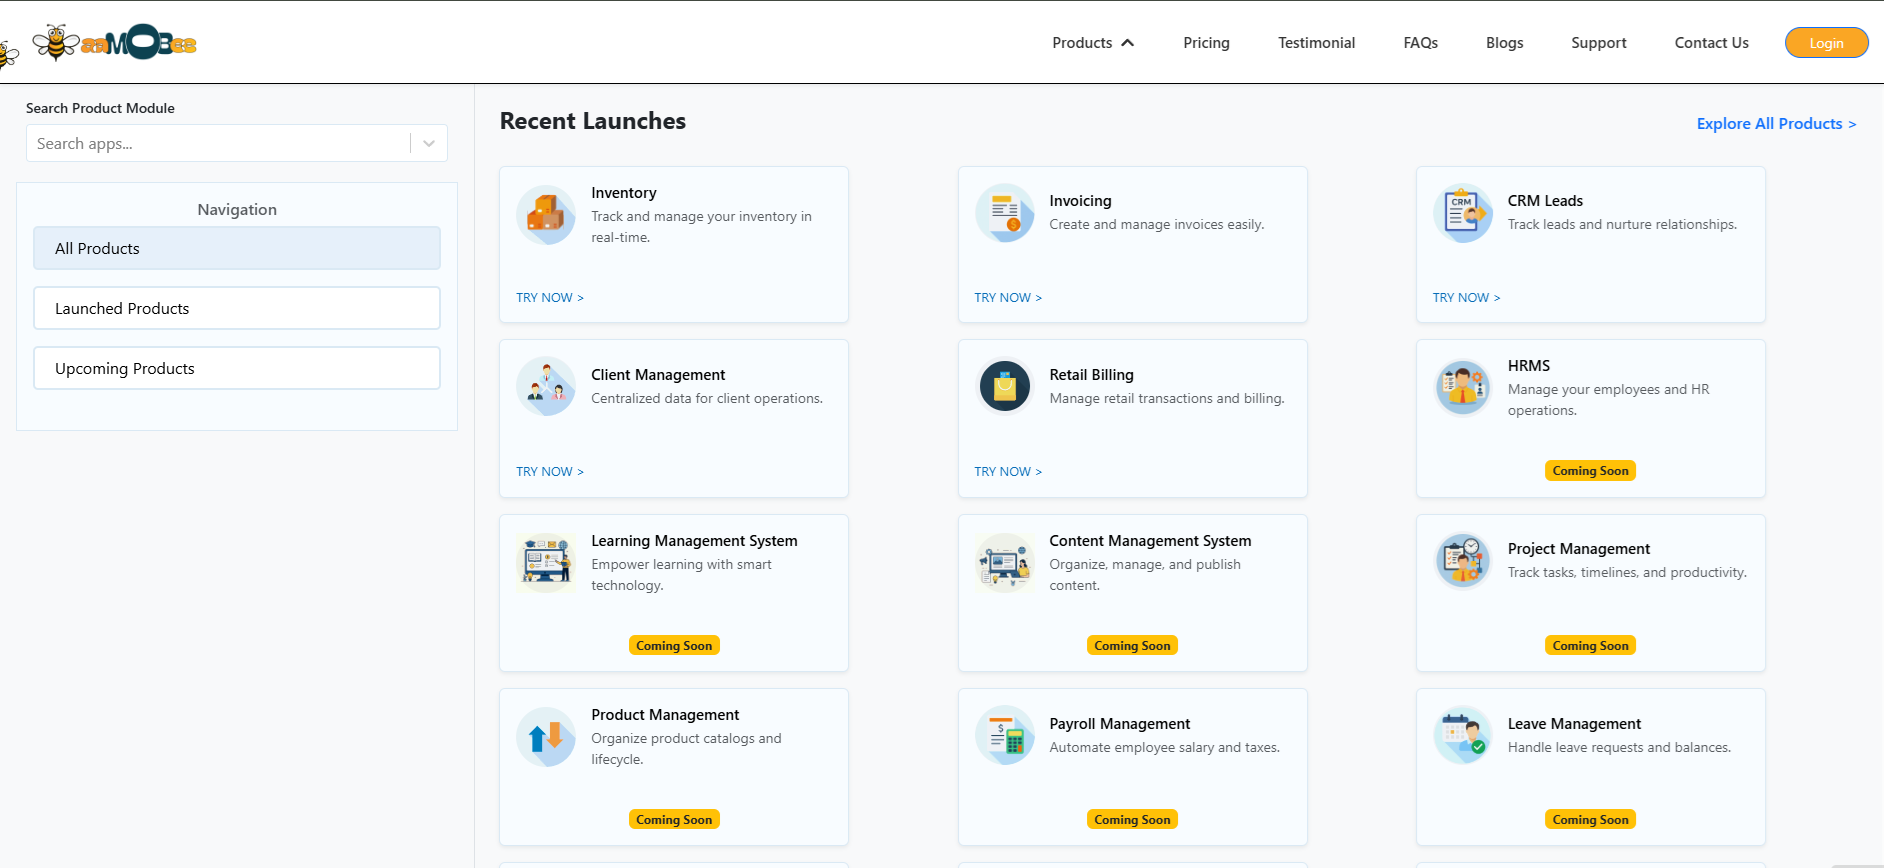 aaMOBee
Products
Pricing
Testimonial
FAQs
Blogs
Support
Contact Us
Login
Search Product Module
Search apps...
Navigation
All Products
Launched Products
Upcoming Products
Recent Launches
Explore All Products >
Inventory
Track and manage your inventory in
real-time.
TRY NOW >
Invoicing
Create and manage invoices easily.
TRY NOW >
CRM
CRM Leads
Track leads and nurture relationships.
TRY NOW >
Client Management
Centralized data for client operations.
TRY NOW >
Retail Billing
Manage retail transactions and billing.
TRY NOW >
HRMS
Manage your employees and HR
operations.
Coming Soon
Learning Management System
Empower learning with smart
technology.
Coming Soon
Content Management System
Organize, manage, and publish
content.
Coming Soon
Project Management
Track tasks, timelines, and productivity.
Coming Soon
Product Management
Organize product catalogs and
lifecycle.
Coming Soon
$
Payroll Management
Automate employee salary and taxes.
Coming Soon
Leave Management
Handle leave requests and balances.
Coming Soon